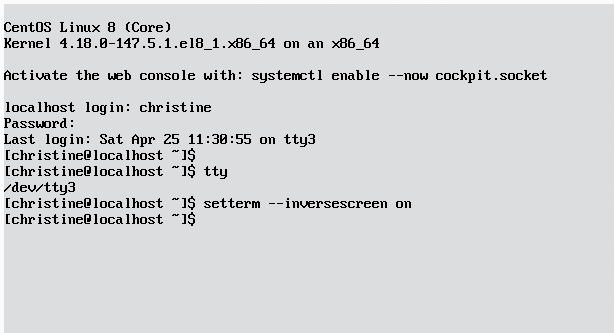 CentOS Linux 8 (Core)
Kernel 4.18.0-147.5.1.el8_1.x86_64 on an x86_64
Activate the web console with: systemctl enable --now cockpit.socket
localhost login: christine
Password:
Last login: Sat Apr 25 11:30:55 on tty3
[christine@localhost ~]$
[christine@localhost ~]$ tty
/dev/tty3
[christine@localhost ~]$ setterm --inversescreen on
[christine@localhost ~]$